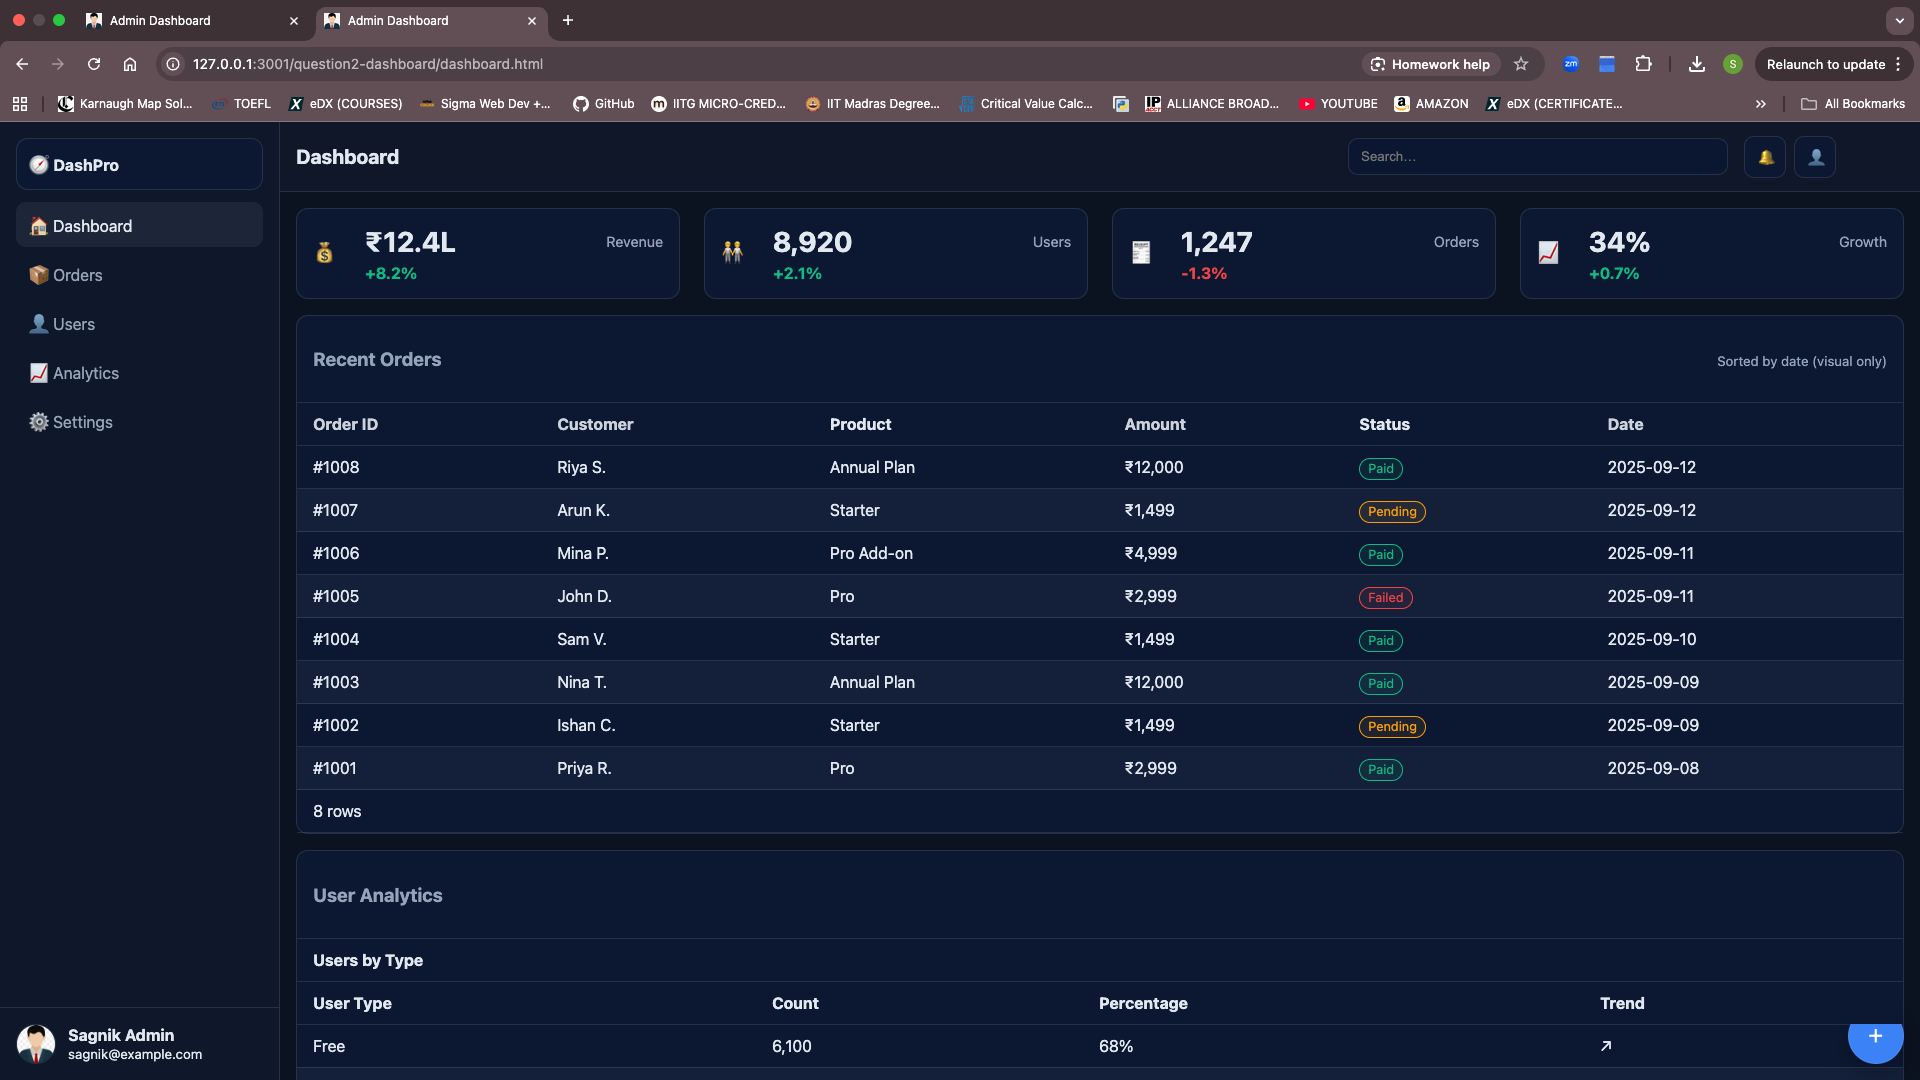 Admin Dashboard
Admin Dashboard
127.0.0.1:3001/question2-dashboard/dashboard.html
Homework help
zm
S
Relaunch to update
Karnaugh Map Sol...
TOEFL
eDX (COURSES)
Sigma Web Dev +...
GitHub
IITG MICRO-CRED...
IIT Madras Degree...
Critical Value Calc...
ALLIANCE BROAD...
YOUTUBE
AMAZON
eDX (CERTIFICATE...
All Bookmarks
DashPro
Dashboard
Orders
Users
Analytics
Settings
Sagnik Admin
sagnik@example.com
Dashboard
Search...
₹12.4L Revenue
+8.2%
8,920 Users
+2.1%
1,247 Orders
-1.3%
34% Growth
+0.7%
Recent Orders
Sorted by date (visual only)
Order ID Customer Product Amount Status Date
#1008 Riya S. Annual Plan ₹12,000 Paid 2025-09-12
#1007 Arun K. Starter ₹1,499 Pending 2025-09-12
#1006 Mina P. Pro Add-on ₹4,999 Paid 2025-09-11
#1005 John D. Pro ₹2,999 Failed 2025-09-11
#1004 Sam V. Starter ₹1,499 Paid 2025-09-10
#1003 Nina T. Annual Plan ₹12,000 Paid 2025-09-09
#1002 Ishan C. Starter ₹1,499 Pending 2025-09-09
#1001 Priya R. Pro ₹2,999 Paid 2025-09-08
8 rows
User Analytics
Users by Type
User Type Count Percentage Trend
Free 6,100 68% ↗
+